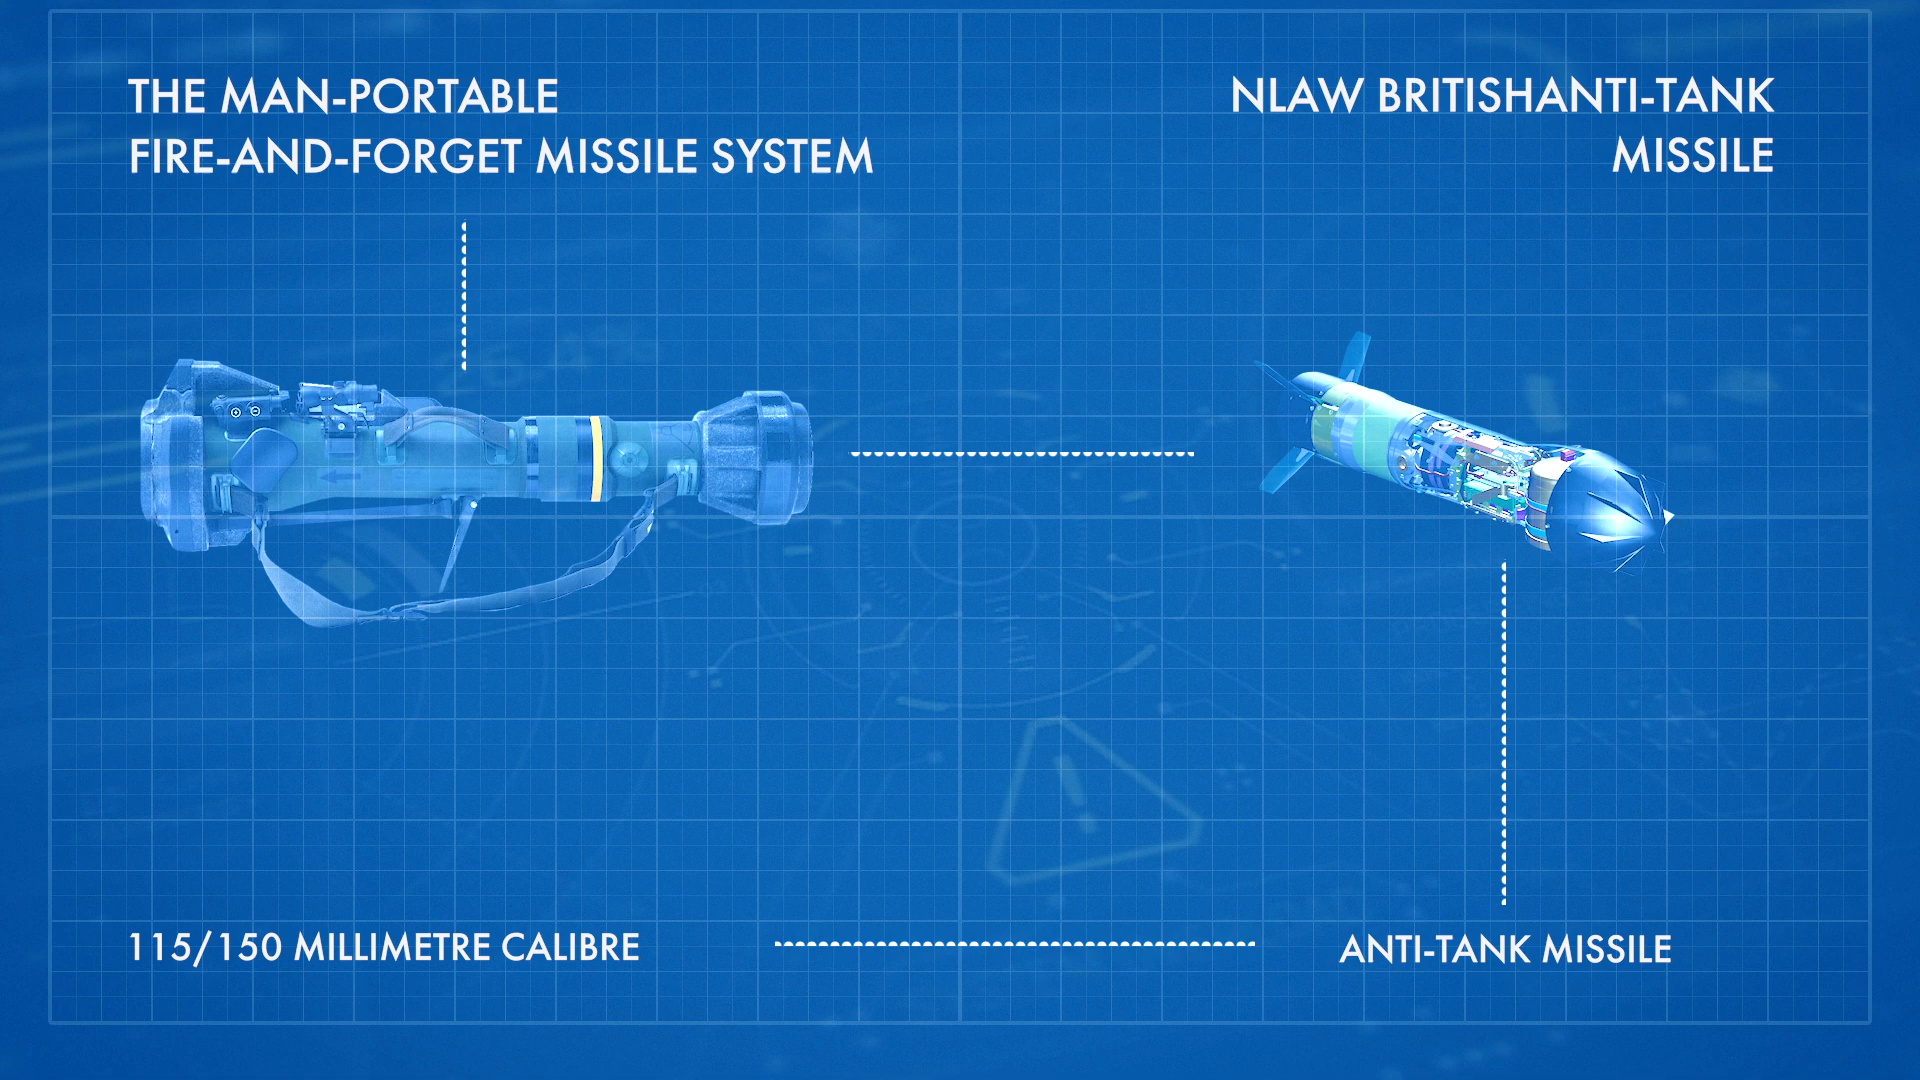 THE MAN-PORTABLE
FIRE-AND-FORGET MISSILE SYSTEM
NLAW BRITISHANTI-TANK
MISSILE
115/150 MILLIMETRE CALIBRE
ANTI-TANK MISSILE